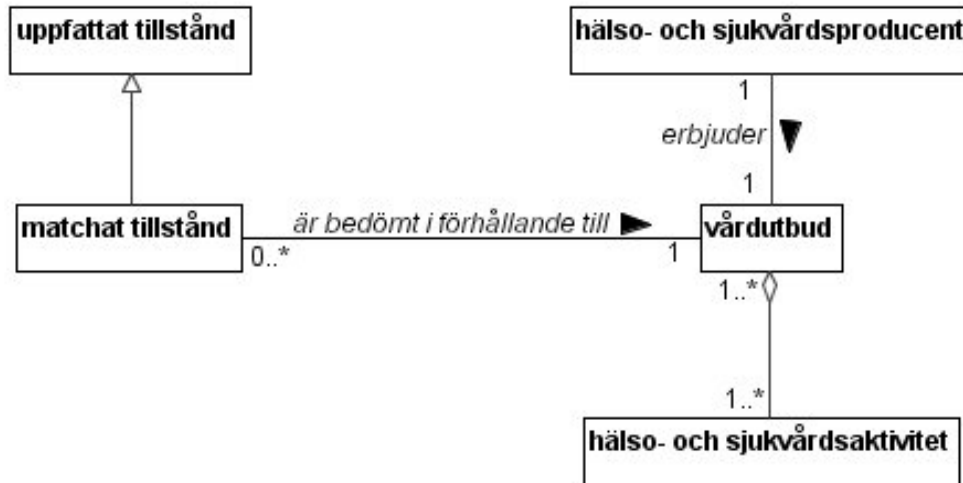 uppfattat tillstånd
hälso- och sjukvårdsproducent
1
erbjuder
1
matchat tillstånd
är bedömt i förhållande till
vårdutbud
0..*
1
1..*
1..*
hälso- och sjukvårdsaktivitet